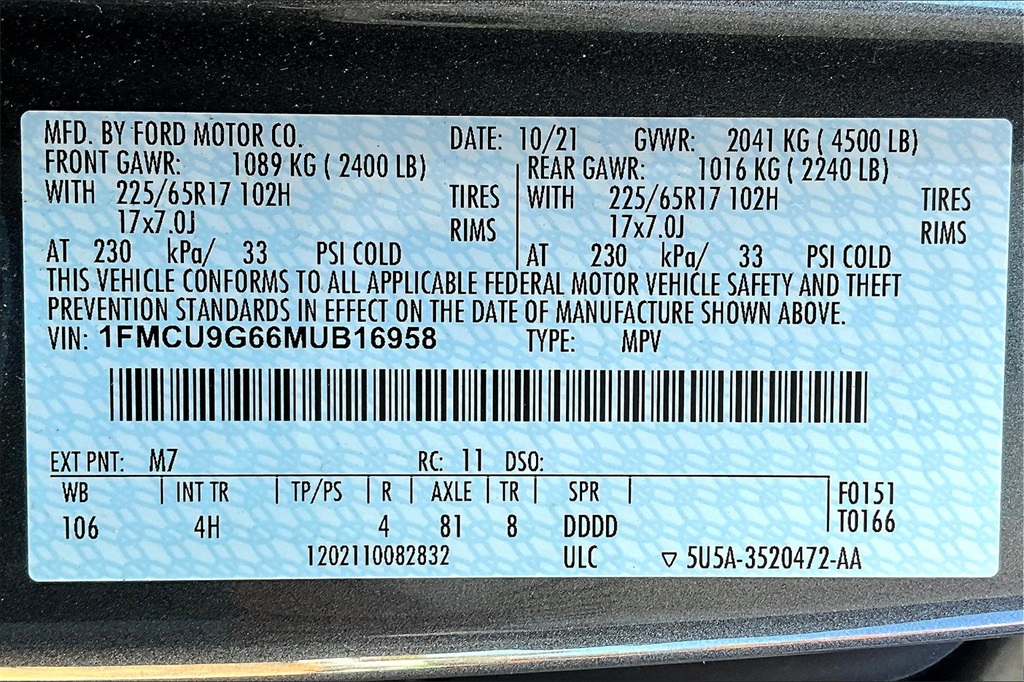 MFD. BY FORD MOTOR CO. DATE: 10/21 GVWR: 2041 KG ( 4500 LB)
FRONT GAWR: 1089 KG ( 2400 LB) REAR GAWR: 1016 KG ( 2240 LB)
WITH 225/65R17 102H TIRES WITH 225/65R17 102H TIRES
17x7.0J RIMS 17x7.0J RIMS
AT 230 kPa/ 33 PSI COLD AT 230 kPa/ 33 PSI COLD
THIS VEHICLE CONFORMS TO ALL APPLICABLE FEDERAL MOTOR VEHICLE SAFETY AND THEFT
PREVENTION STANDARDS IN EFFECT ON THE DATE OF MANUFACTURE SHOWN ABOVE.
VIN: 1FMCU9G66MUB16958 TYPE: MPV
EXT PNT: M7 RC: 11 DSO:
WB | INT TR | TP/PS | R | AXLE | TR | SPR | F0151
106 4H 4 81 8 DDDD T0166
1202110082832 ULC ▽ 5U5A-3520472-AA